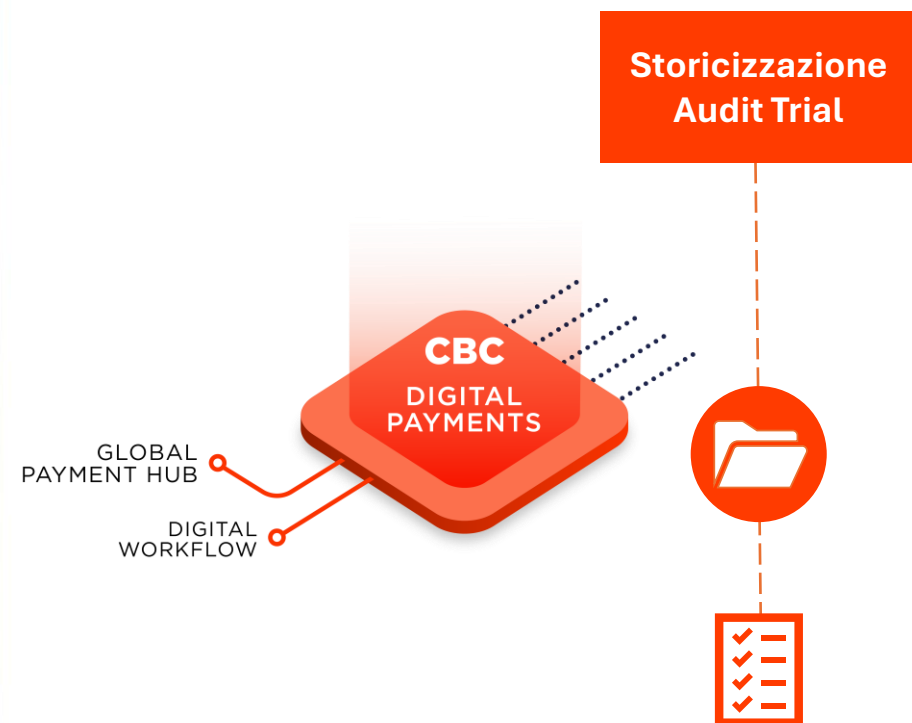 Storicizzazione
Audit Trial
CBC
DIGITAL
PAYMENTS
GLOBAL
PAYMENT HUB
DIGITAL
WORKFLOW